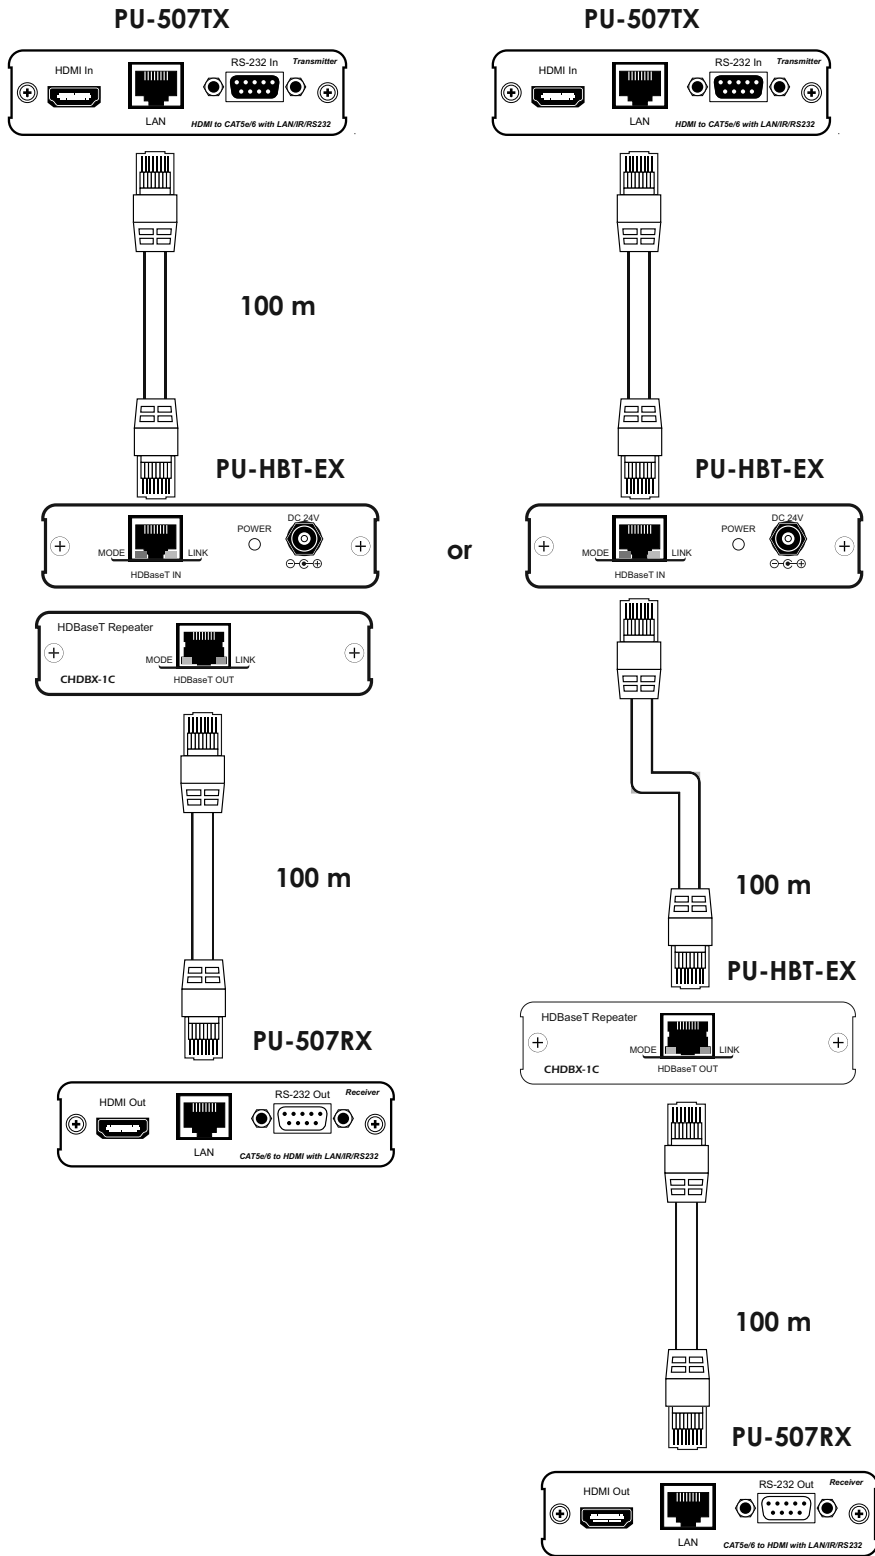 PU-507TX
HDMI In
RS-232 In
Transmitter
LAN
HDMI to CAT5e/6 with LAN/IR/RS232
100 m
PU-HBT-EX
DC 24V
POWER
MODE
LINK
HDBaseT IN
HDBaseT Repeater
MODE
LINK
CHDBX-1C
HDBaseT OUT
100 m
PU-507RX
HDMI Out
RS-232 Out
Receiver
LAN
CAT5e/6 to HDMI with LAN/IR/RS232
or
PU-507TX
HDMI In
RS-232 In
Transmitter
LAN
HDMI to CAT5e/6 with LAN/IR/RS232
PU-HBT-EX
DC 24V
POWER
MODE
LINK
HDBaseT IN
100 m
PU-HBT-EX
HDBaseT Repeater
MODE
LINK
CHDBX-1C
HDBaseT OUT
100 m
PU-507RX
HDMI Out
RS-232 Out
Receiver
LAN
CAT5e/6 to HDMI with LAN/IR/RS232